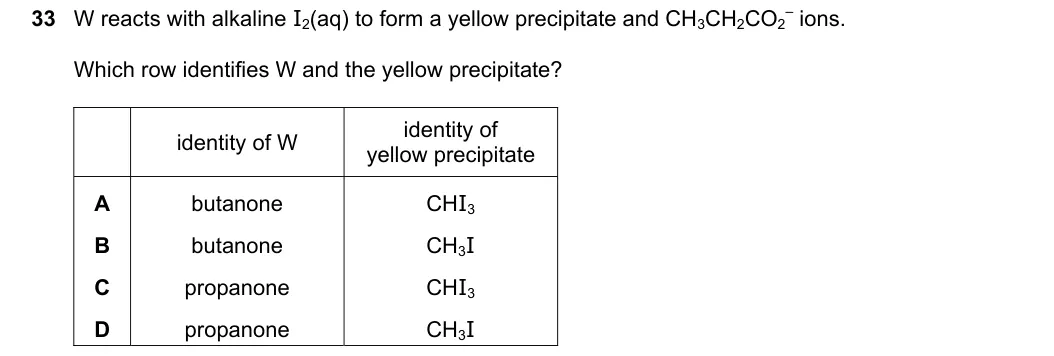 33 W reacts with alkaline I₂(aq) to form a yellow precipitate and CH₃CH₂CO₂⁻ ions.
Which row identifies W and the yellow precipitate?
identity of W
identity of
yellow precipitate
A butanone CHI₃
B butanone CH₃I
C propanone CHI₃
D propanone CH₃I